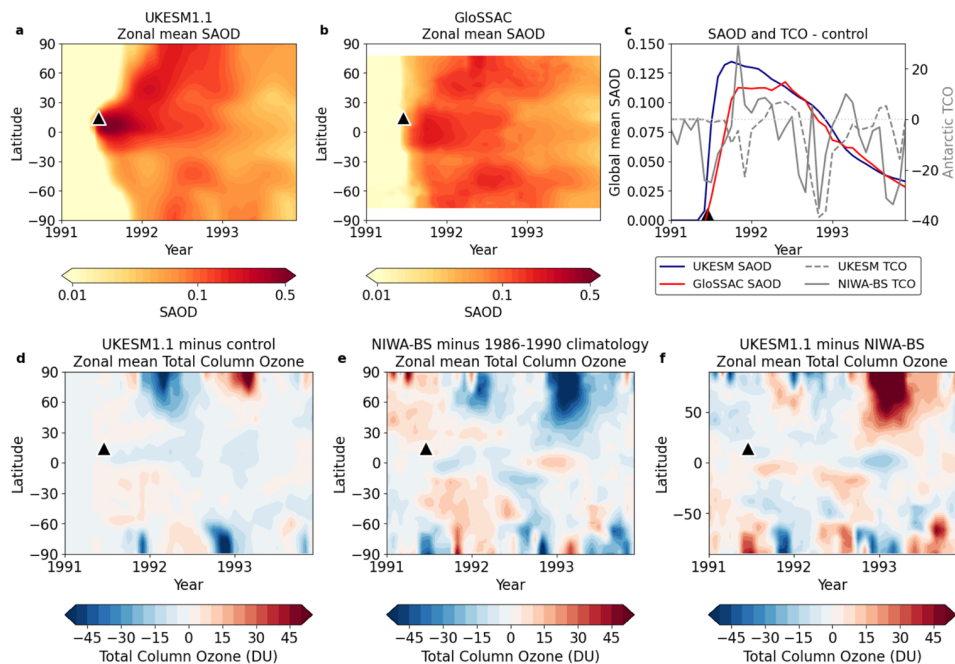 a
UKESM1.1
Zonal mean SAOD
90
60
30
0
−30
−60
−90
Latitude
1991
1992
1993
Year
0.01
0.1
0.5
SAOD
b
GloSSAC
Zonal mean SAOD
90
60
30
0
−30
−60
−90
Latitude
1991
1992
1993
Year
0.01
0.1
0.5
SAOD
c
SAOD and TCO - control
0.150
0.125
0.100
0.075
0.050
0.025
0.000
Global mean SAOD
20
0
−20
−40
Antarctic TCO
1991
1992
1993
Year
UKESM SAOD
GloSSAC SAOD
UKESM TCO
NIWA-BS TCO
d
UKESM1.1 minus control
Zonal mean Total Column Ozone
90
60
30
0
−30
−60
−90
Latitude
1991
1992
1993
Year
−45 −30 −15 0 15 30 45
Total Column Ozone (DU)
e
NIWA-BS minus 1986-1990 climatology
Zonal mean Total Column Ozone
90
60
30
0
−30
−60
−90
Latitude
1991
1992
1993
Year
−45 −30 −15 0 15 30 45
Total Column Ozone (DU)
f
UKESM1.1 minus NIWA-BS
Zonal mean Total Column Ozone
50
0
−50
Latitude
1991
1992
1993
Year
−45 −30 −15 0 15 30 45
Total Column Ozone (DU)